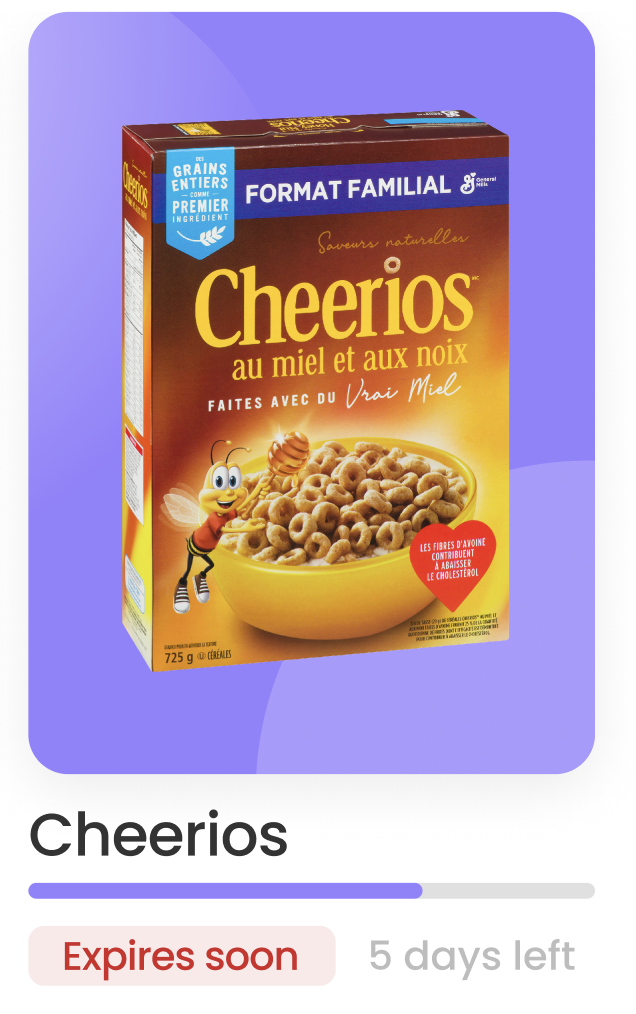 DES
GRAINS
ENTIERS
COMME
PREMIER
INGRÉDIENT
FORMAT FAMILIAL
General
Mills
Saveurs naturelles
Cheerios
MC
au miel et aux noix
FAITES AVEC DU Vrai Miel
LES FIBRES D'AVOINE
CONTRIBUENT
À ABAISSER
LE CHOLESTÉROL
725 g U CÉRÉALES
Cheerios
Cheerios
Expires soon
5 days left